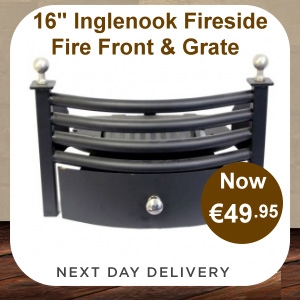 16" Inglenook Fireside
Fire Front & Grate
Now
€49.95
NEXT DAY DELIVERY